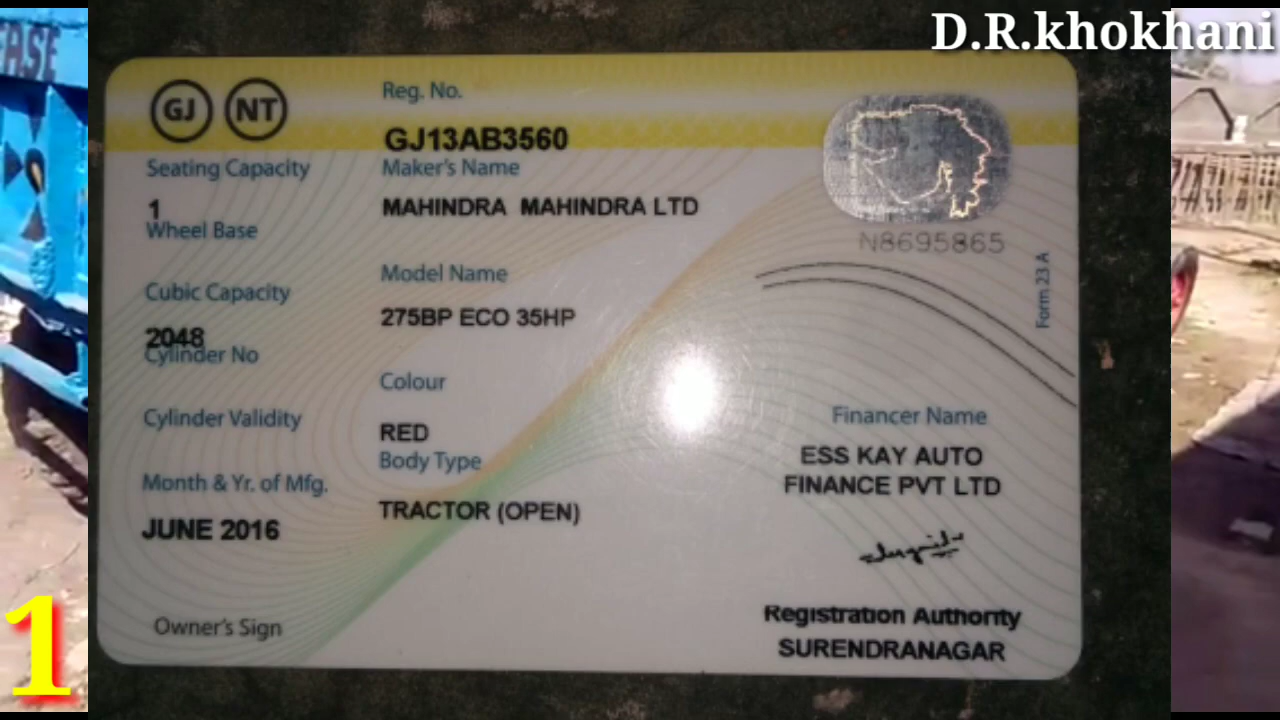 D.R.khokhani
EASE
GJ NT
Reg. No.
GJ13AB3560
Seating Capacity
1
Maker's Name
MAHINDRA MAHINDRA LTD
Wheel Base
N8695865
Form 23 A
Cubic Capacity
2048
Model Name
275BP ECO 35HP
Cylinder No
Colour
RED
Cylinder Validity
Body Type
TRACTOR (OPEN)
Month & Yr. of Mfg.
JUNE 2016
Financer Name
ESS KAY AUTO
FINANCE PVT LTD
Owner's Sign
Registration Authority
SURENDRANAGAR
1